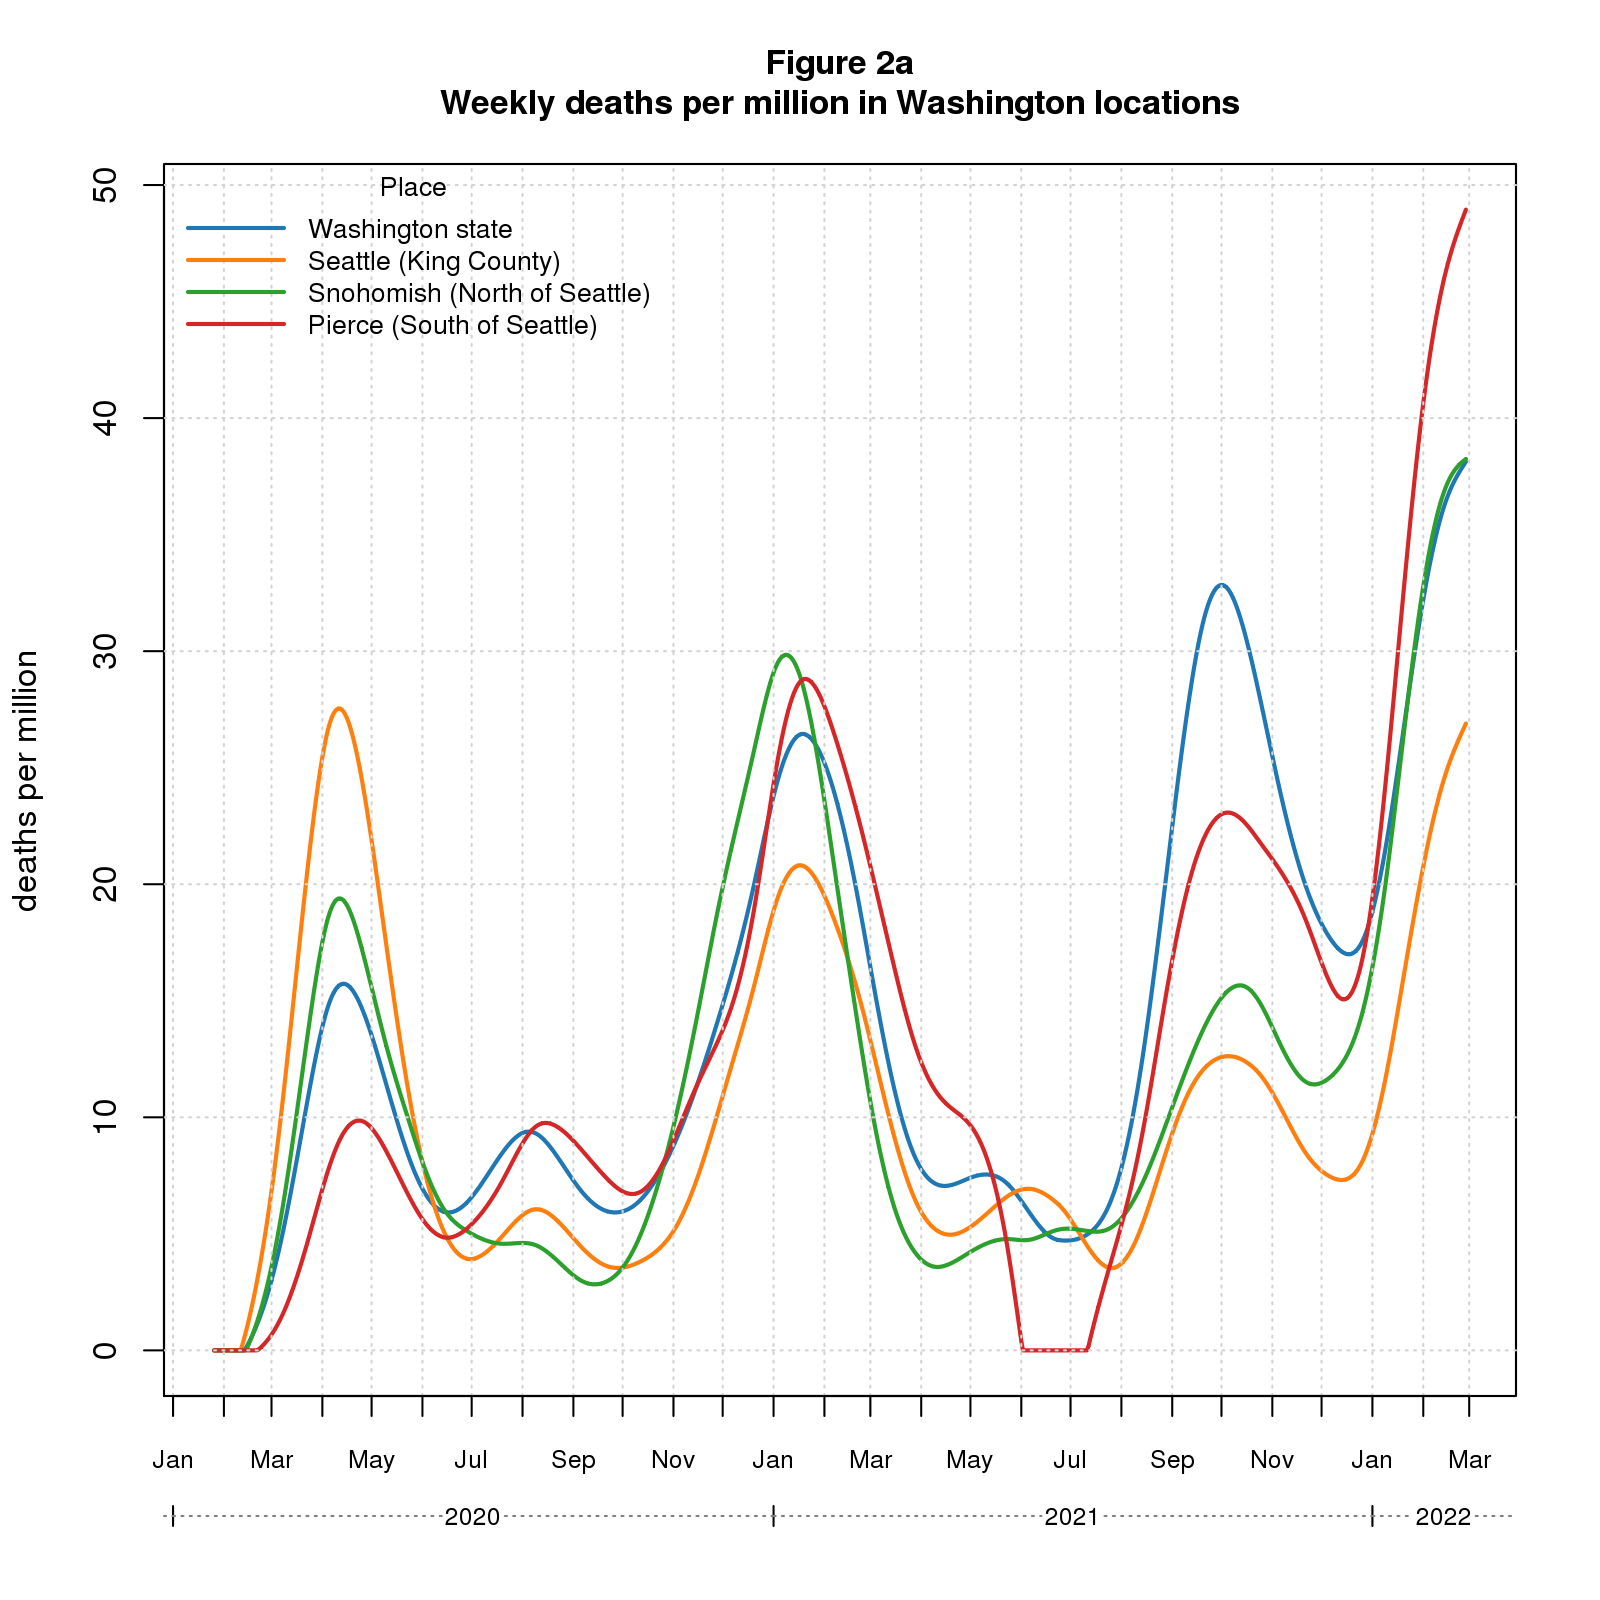 Figure 2a
Weekly deaths per million in Washington locations
deaths per million
50
40
30
20
10
0
Place
Washington state
Seattle (King County)
Snohomish (North of Seattle)
Pierce (South of Seattle)
Jan Mar May Jul Sep Nov Jan Mar May Jul Sep Nov Jan Mar
2020 2021 2022